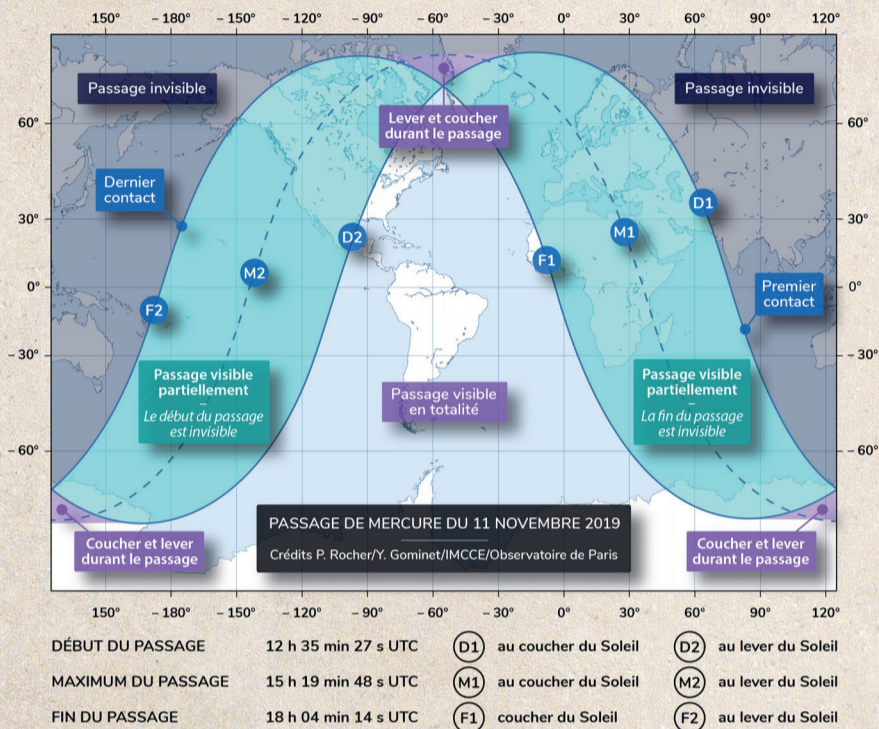 150° – 180° – 150° – 120° – 90° – 60° – 30° 0° 30° 60° 90° 120°
Passage invisible
Passage invisible
60°
60°
Lever et coucher
durant le passage
Dernier
contact
D1
30°
30°
D2
M1
F1
M2
0°
0°
Premier
contact
F2
– 30°
– 30°
Passage visible
partiellement
–
Le début du passage
est invisible
Passage visible
en totalité
Passage visible
partiellement
–
La fin du passage
est invisible
– 60°
– 60°
PASSAGE DE MERCURE DU 11 NOVEMBRE 2019
Crédits P. Rocher/Y. Gominet/IMCCE/Observatoire de Paris
Coucher et lever
durant le passage
Coucher et lever
durant le passage
150° – 180° – 150° – 120° – 90° – 60° – 30° 0° 30° 60° 90° 120°
DÉBUT DU PASSAGE 12 h 35 min 27 s UTC D1 au coucher du Soleil D2 au lever du Soleil
MAXIMUM DU PASSAGE 15 h 19 min 48 s UTC M1 au coucher du Soleil M2 au lever du Soleil
FIN DU PASSAGE 18 h 04 min 14 s UTC F1 coucher du Soleil F2 au lever du Soleil